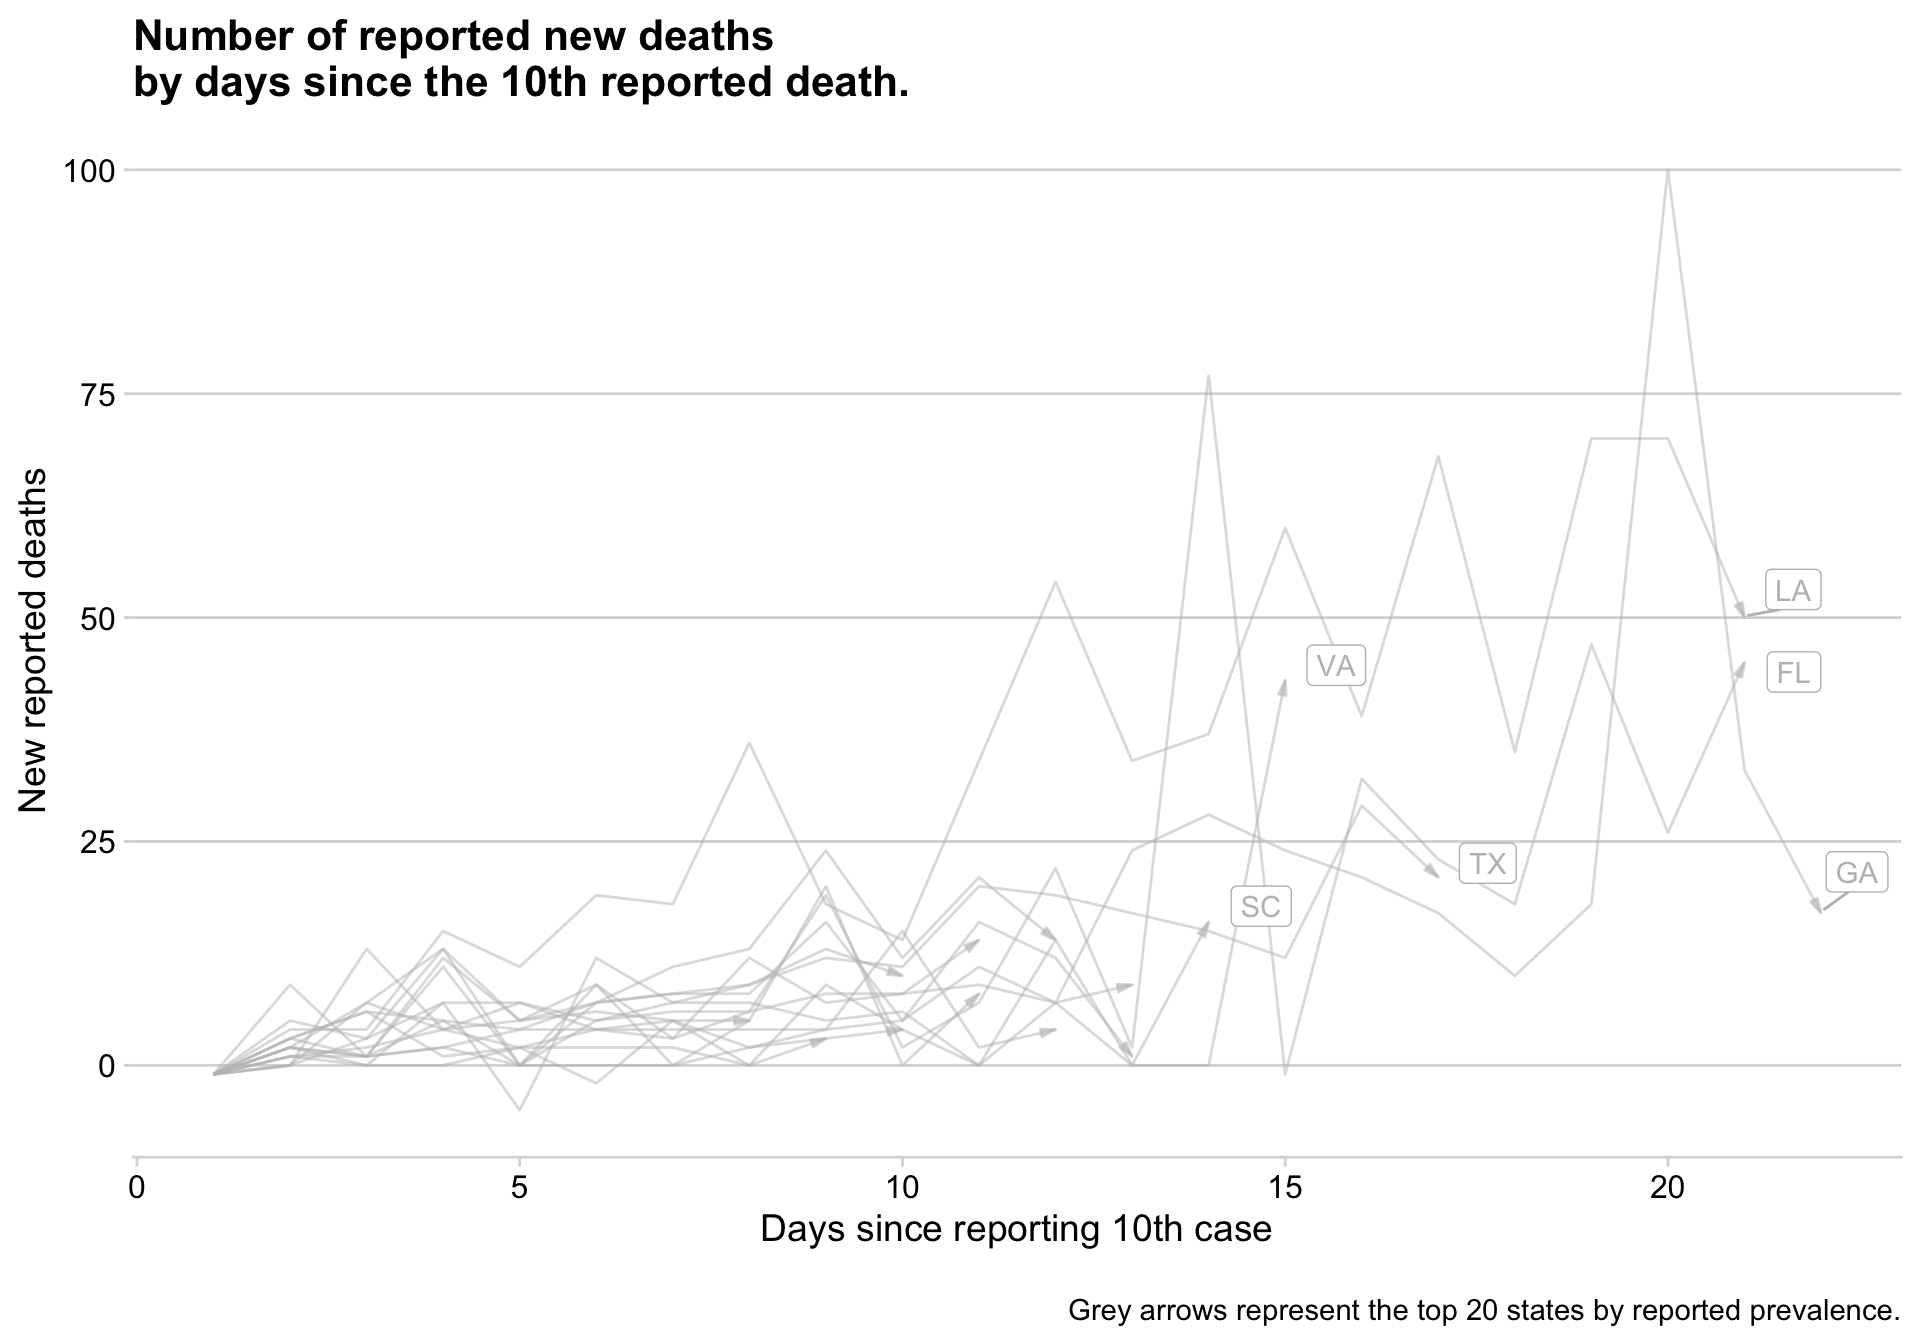 Number of reported new deaths
by days since the 10th reported death.
100
75
50
25
0
New reported deaths
LA
VA
FL
TX
GA
SC
0 5 10 15 20
Days since reporting 10th case
Grey arrows represent the top 20 states by reported prevalence.